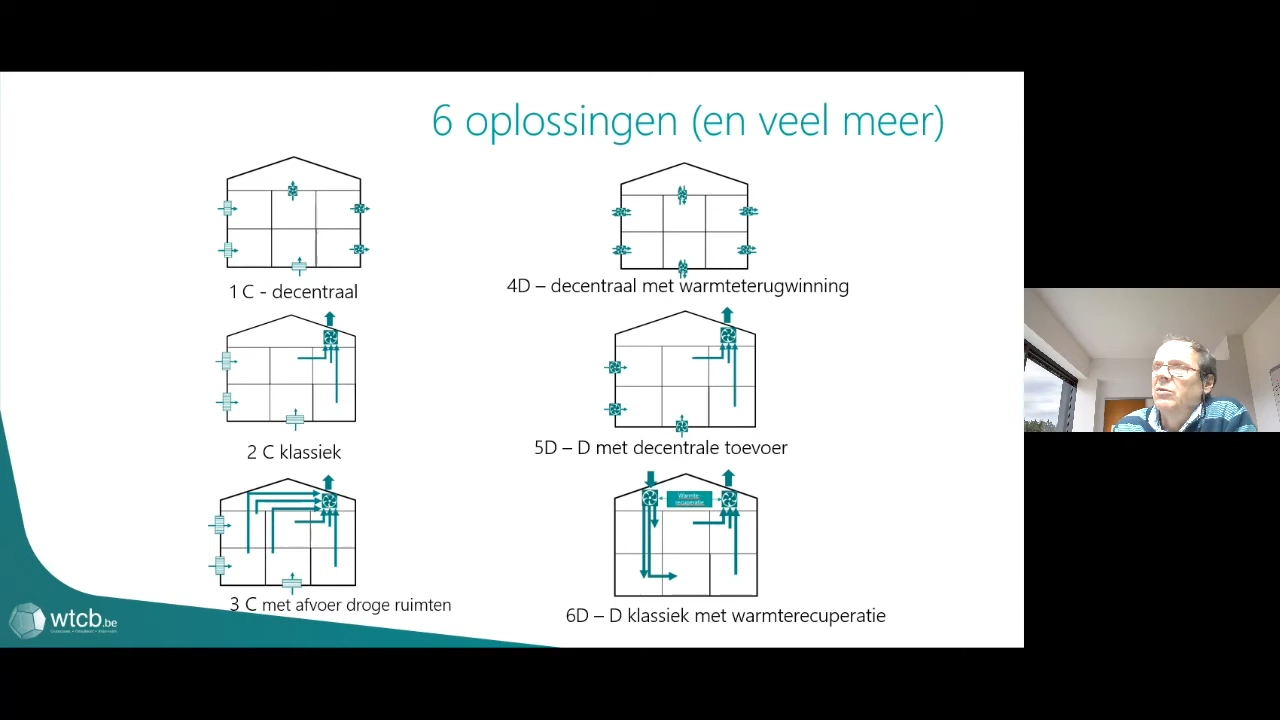 6 oplossingen (en veel meer)
1 C - decentraal
4D – decentraal met warmteterugwinning
2 C klassiek
5D – D met decentrale toevoer
Warmte-
recuperatie
3 C met afvoer droge ruimten
6D – D klassiek met warmterecuperatie
wtcb.be